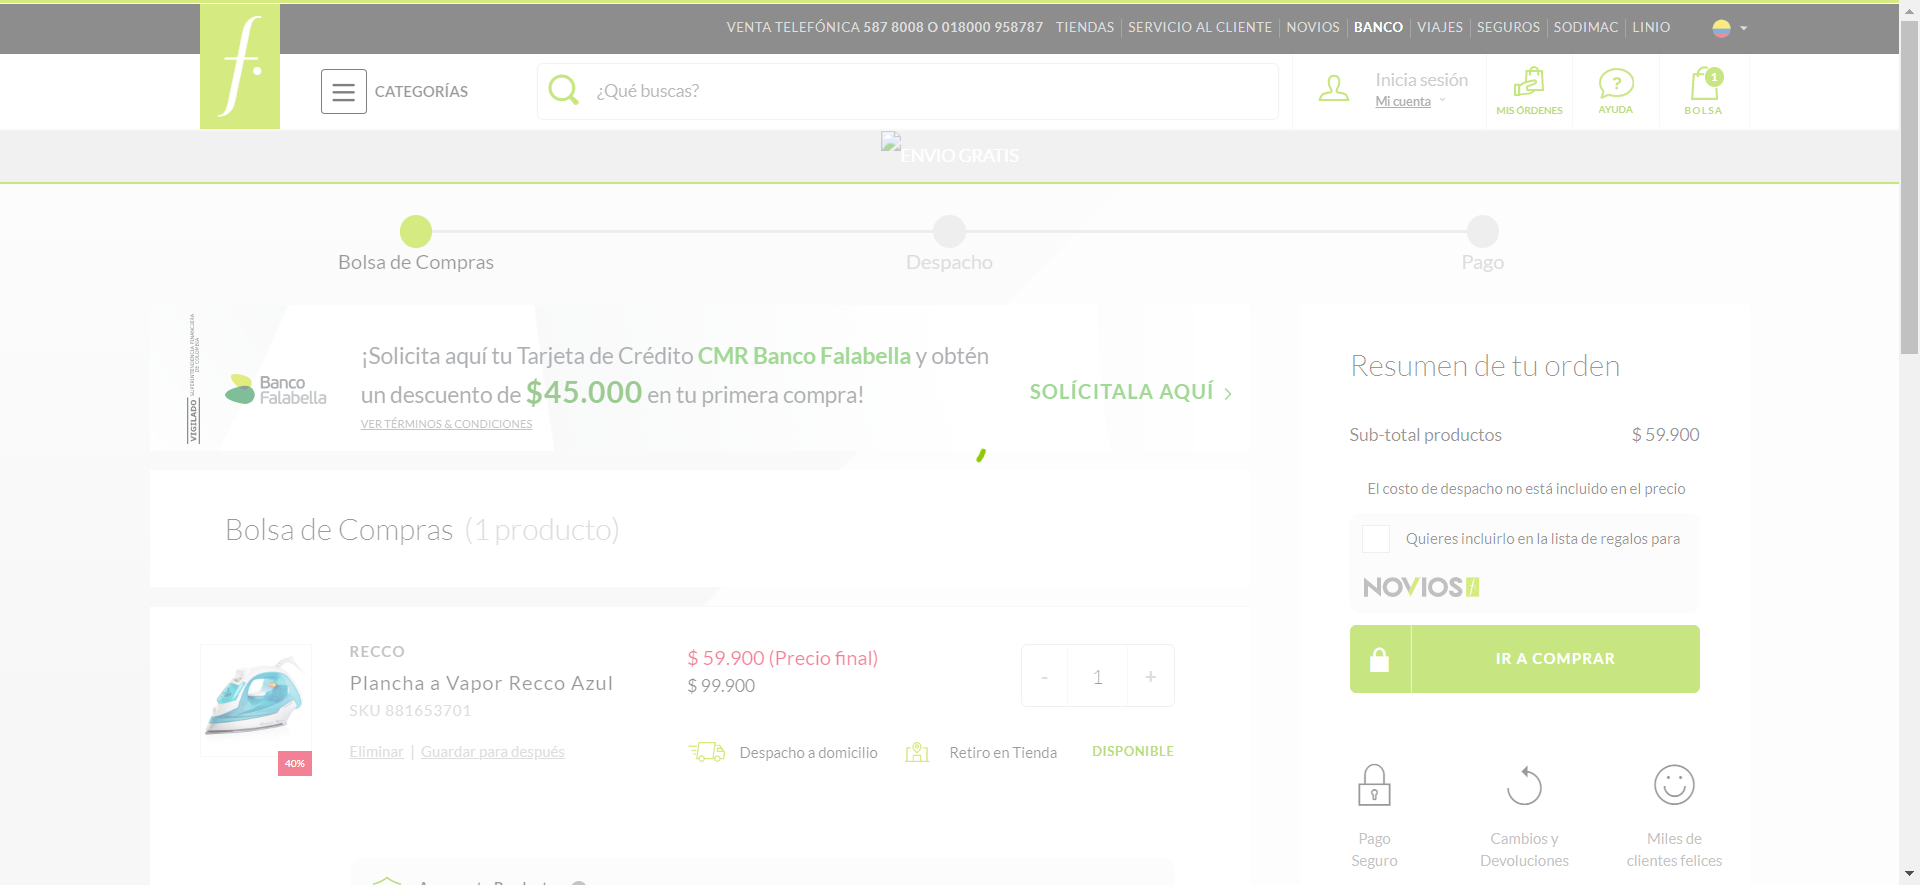 VENTA TELEFÓNICA 587 8008 O 018000 958787 TIENDAS SERVICIO AL CLIENTE NOVIOS BANCO VIAJES SEGUROS SODIMAC LINIO
f.
CATEGORÍAS
¿Qué buscas?
Inicia sesión
Mi cuenta
MIS ÓRDENES
AYUDA
1
BOLSA
ENVIO GRATIS
Bolsa de Compras
Despacho
Pago
VIGILADO SUPERINTENDENCIA FINANCIERA DE COLOMBIA
Banco
Falabella
¡Solicita aquí tu Tarjeta de Crédito CMR Banco Falabella y obtén
un descuento de $45.000 en tu primera compra!
VER TÉRMINOS & CONDICIONES
SOLÍCITALA AQUÍ
Bolsa de Compras (1 producto)
RECCO
Plancha a Vapor Recco Azul
SKU 881653701
Eliminar | Guardar para después
40%
$ 59.900 (Precio final)
$ 99.900
- 1 +
Despacho a domicilio
Retiro en Tienda
DISPONIBLE
Resumen de tu orden
Sub-total productos $ 59.900
El costo de despacho no está incluido en el precio
Quieres incluirlo en la lista de regalos para
NOVIOS f
IR A COMPRAR
Pago
Seguro
Cambios y
Devoluciones
Miles de
clientes felices